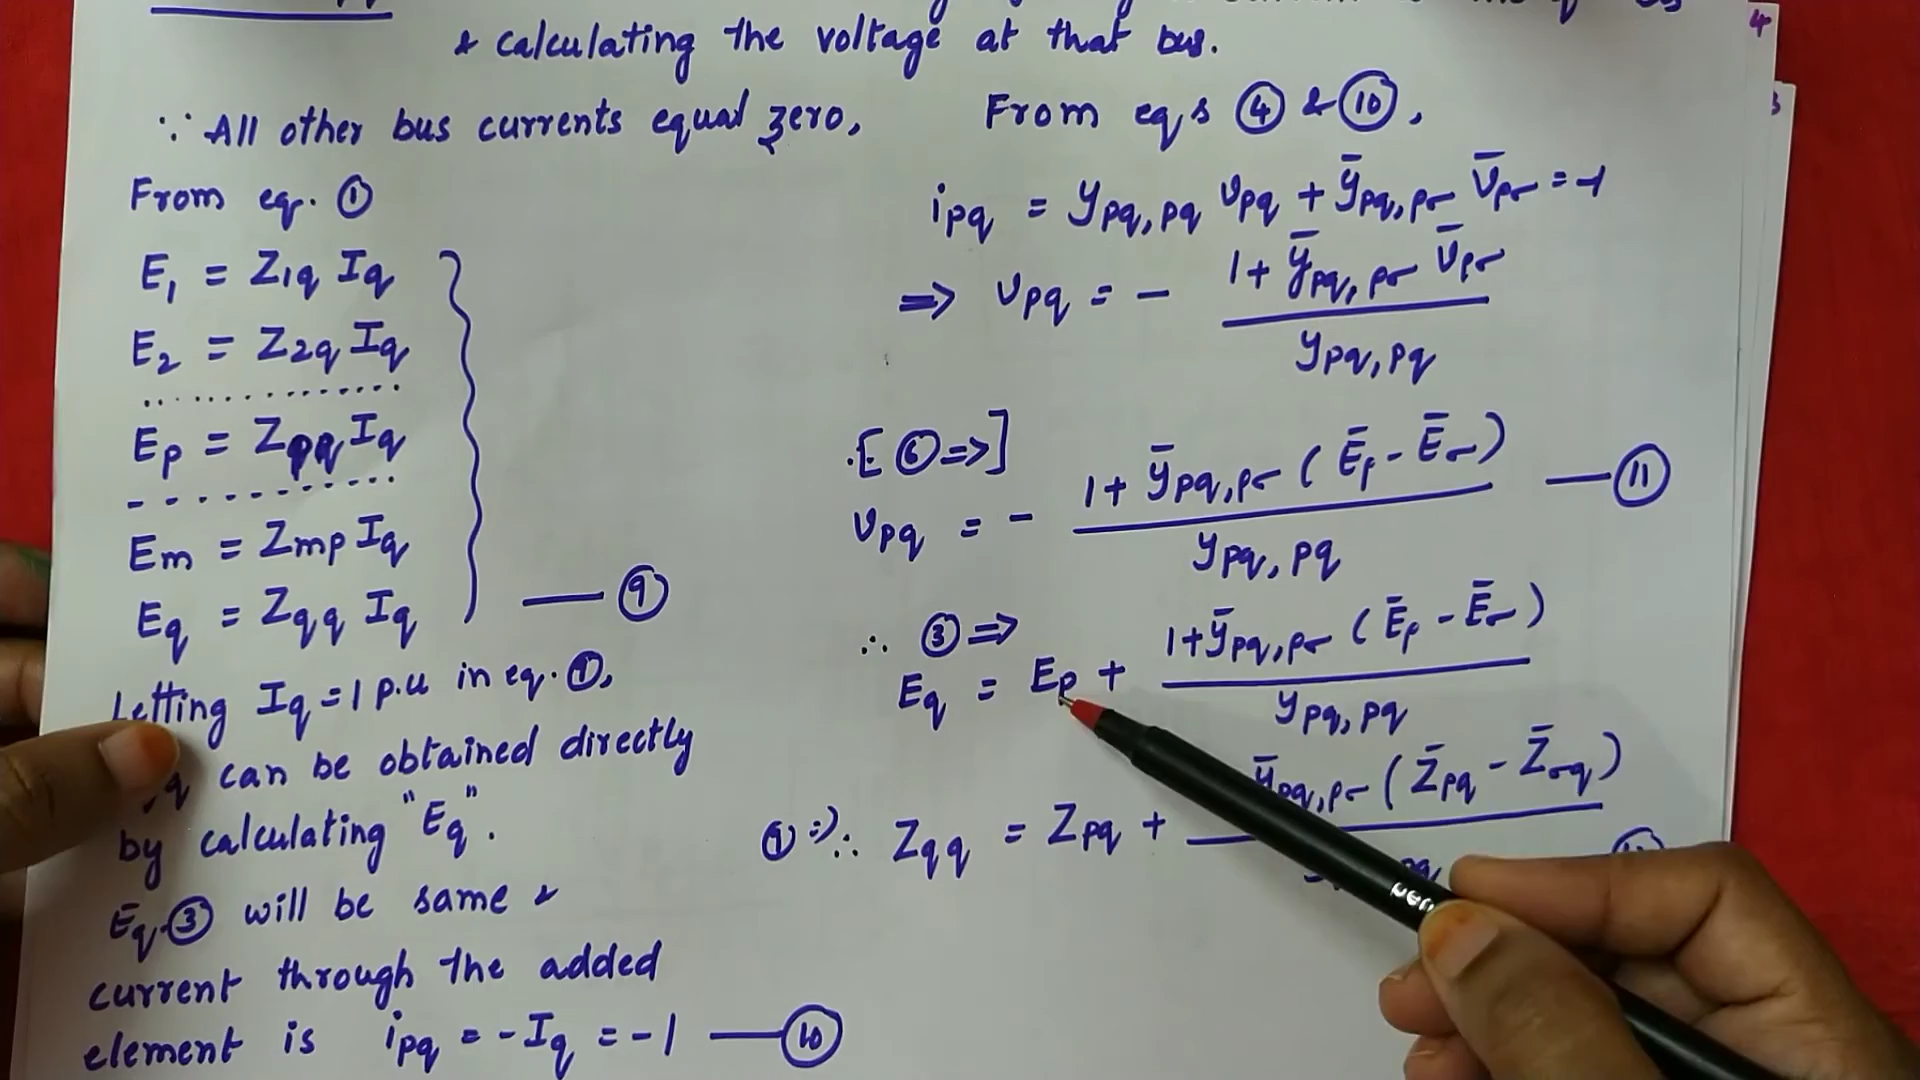 & calculating the voltage at that bus.
∵ All other bus currents equal zero,
From eq. ①
E₁ = Z1q Iq
E₂ = Z2q Iq
Ep = Zpq Iq
Em = Zmp Iq
Eq = Zqq Iq — ⑨
Letting Iq = 1 p.u in eq. ①,
can be obtained directly
by calculating "Eq".
Eq ③ will be same &
current through the added
element is ipq = -Iq = -1 — ⑩
From eqs ④ & ⑩,
ipq = ypq,pq vpq + ȳpq,ρσ v̄ρσ = -1
⇒ vpq = - (1 + ȳpq,ρσ v̄ρσ) / ypq,pq
[⑥ ⇒]
vpq = - (1 + ȳpq,ρσ (Ēρ - Ēσ)) / ypq,pq — ⑪
∴ ③ ⇒
Eq = Ep + (1 + ȳpq,ρσ (Ēρ - Ēσ)) / ypq,pq
∴ Zqq = Zpq + ȳpq,ρσ (Z̄ρq - Z̄σq)
4
3